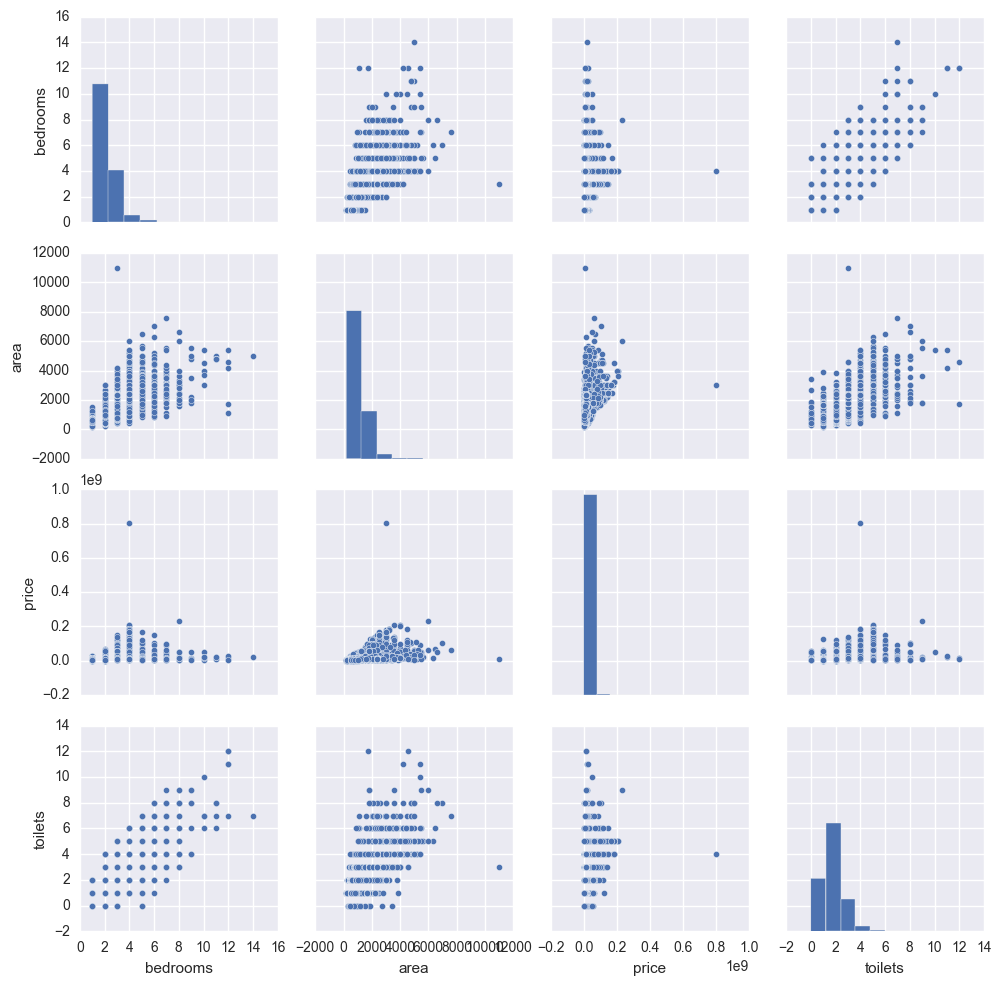 16
14
12
10
8
6
4
2
0
bedrooms
12000
10000
8000
6000
4000
2000
0
−2000
area
1e9
1.0
0.8
0.6
0.4
0.2
0.0
−0.2
price
14
12
10
8
6
4
2
0
−2
toilets
0 2 4 6 8 10 12 14 16
bedrooms
−2000 0 2000 4000 6000 8000 10000 12000
area
−0.2 0.0 0.2 0.4 0.6 0.8 1.0
price
1e9
−2 0 2 4 6 8 10 12 14
toilets